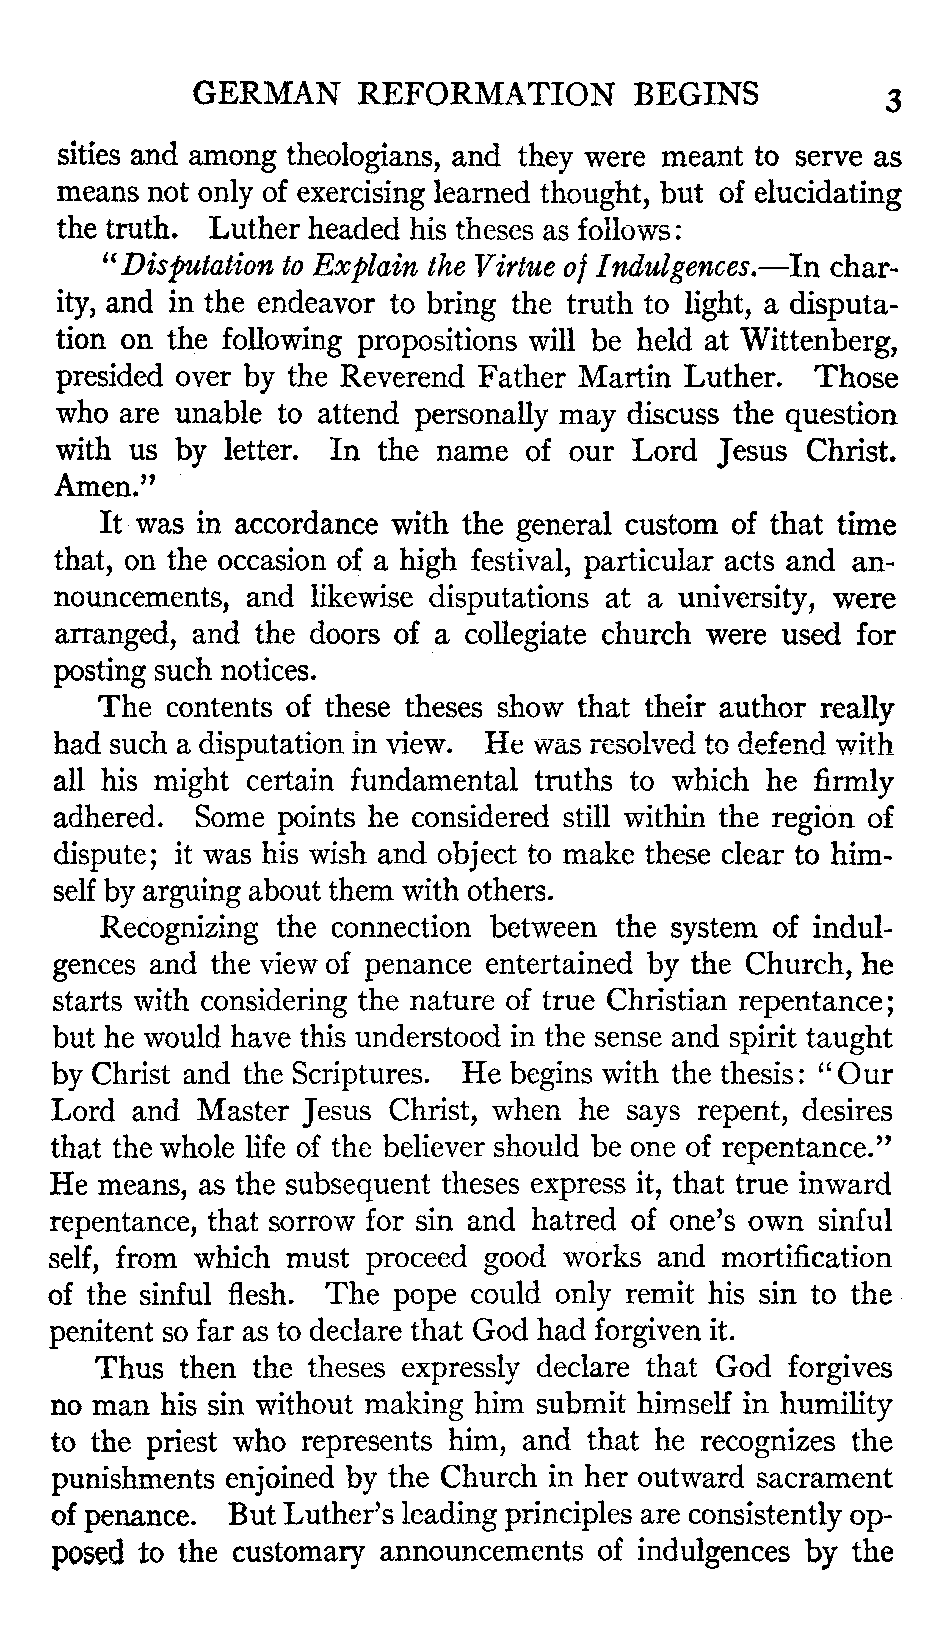 GERMAN REFORMATION BEGINS 3
sities and among theologians, and they were meant to serve as
means not only of exercising learned thought, but of elucidating
the truth. Luther headed his theses as follows:
"Disputation to Explain the Virtue of Indulgences.—In char-
ity, and in the endeavor to bring the truth to light, a disputa-
tion on the following propositions will be held at Wittenberg,
presided over by the Reverend Father Martin Luther. Those
who are unable to attend personally may discuss the question
with us by letter. In the name of our Lord Jesus Christ.
Amen."
It was in accordance with the general custom of that time
that, on the occasion of a high festival, particular acts and an-
nouncements, and likewise disputations at a university, were
arranged, and the doors of a collegiate church were used for
posting such notices.
The contents of these theses show that their author really
had such a disputation in view. He was resolved to defend with
all his might certain fundamental truths to which he firmly
adhered. Some points he considered still within the region of
dispute; it was his wish and object to make these clear to him-
self by arguing about them with others.
Recognizing the connection between the system of indul-
gences and the view of penance entertained by the Church, he
starts with considering the nature of true Christian repentance;
but he would have this understood in the sense and spirit taught
by Christ and the Scriptures. He begins with the thesis: "Our
Lord and Master Jesus Christ, when he says repent, desires
that the whole life of the believer should be one of repentance."
He means, as the subsequent theses express it, that true inward
repentance, that sorrow for sin and hatred of one's own sinful
self, from which must proceed good works and mortification
of the sinful flesh. The pope could only remit his sin to the
penitent so far as to declare that God had forgiven it.
Thus then the theses expressly declare that God forgives
no man his sin without making him submit himself in humility
to the priest who represents him, and that he recognizes the
punishments enjoined by the Church in her outward sacrament
of penance. But Luther's leading principles are consistently op-
posed to the customary announcements of indulgences by the